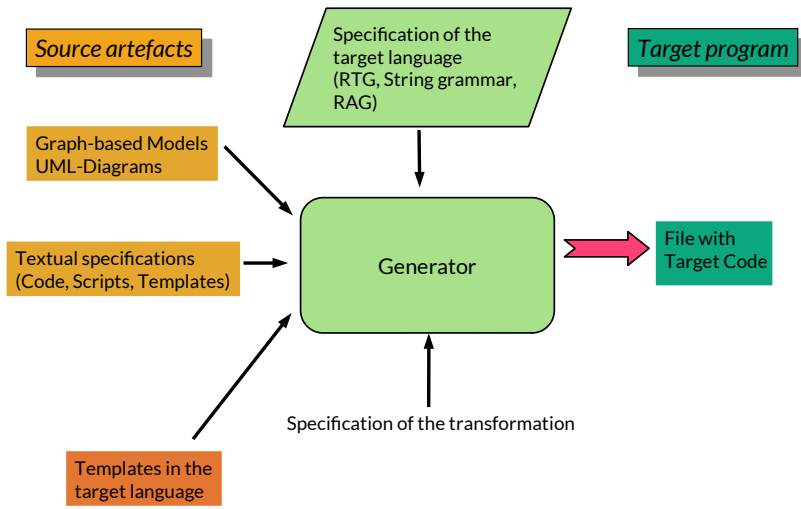 Source artefacts
Specification of the
target language
(RTG, String grammar,
RAG)
Target program
Graph-based Models
UML-Diagrams
Textual specifications
(Code, Scripts, Templates)
Generator
File with
Target Code
Specification of the transformation
Templates in the
target language